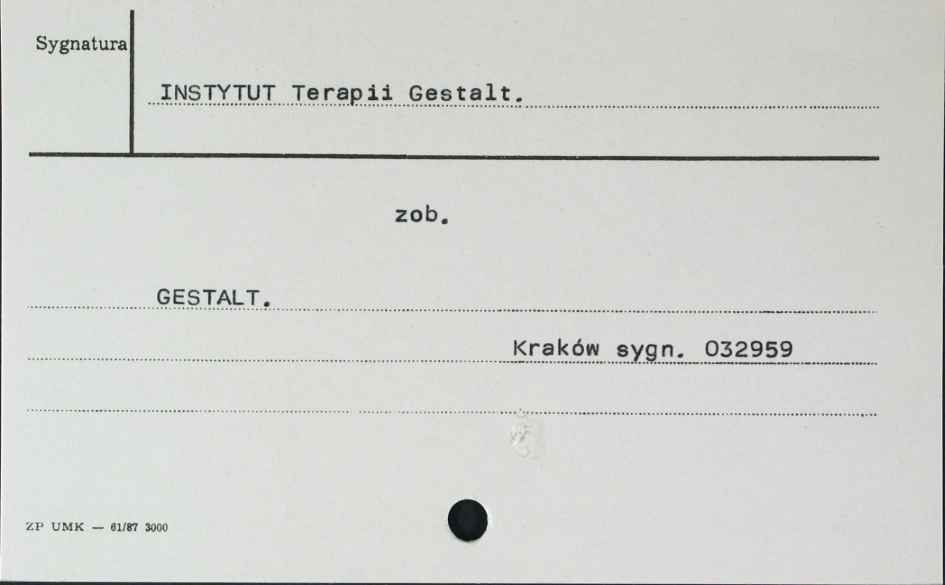 Sygnatura
INSTYTUT Terapii Gestalt.
zob.
GESTALT.
Kraków sygn. 032959
ZP UMK — 61/87 3000